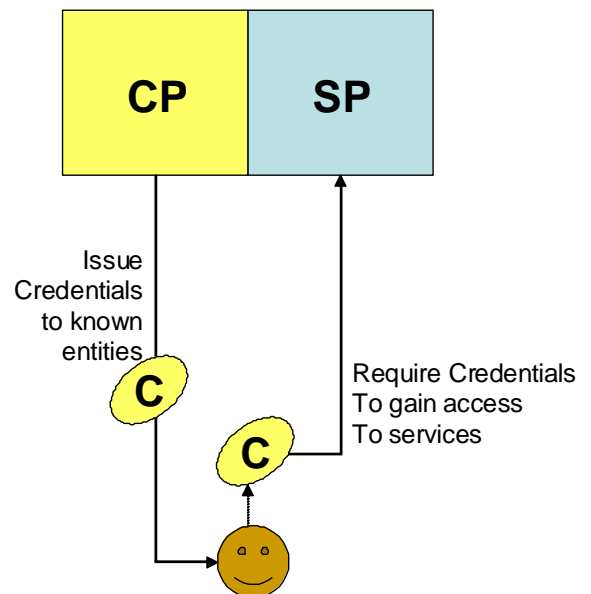 CP
SP
Issue
Credentials
to known
entities
C
C
Require Credentials
To gain access
To services